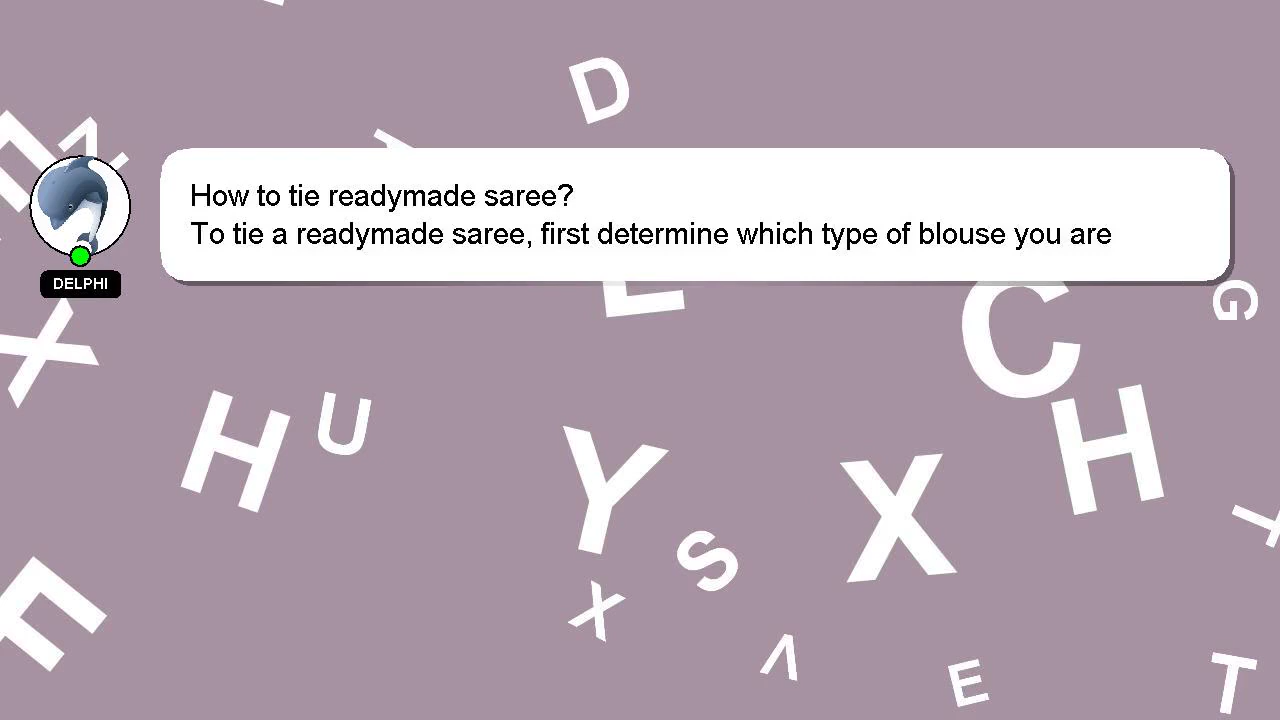 D
How to tie readymade saree?
To tie a readymade saree, first determine which type of blouse you are
DELPHI
C
G
X
H
U
H
Y
X
S
X
E
T